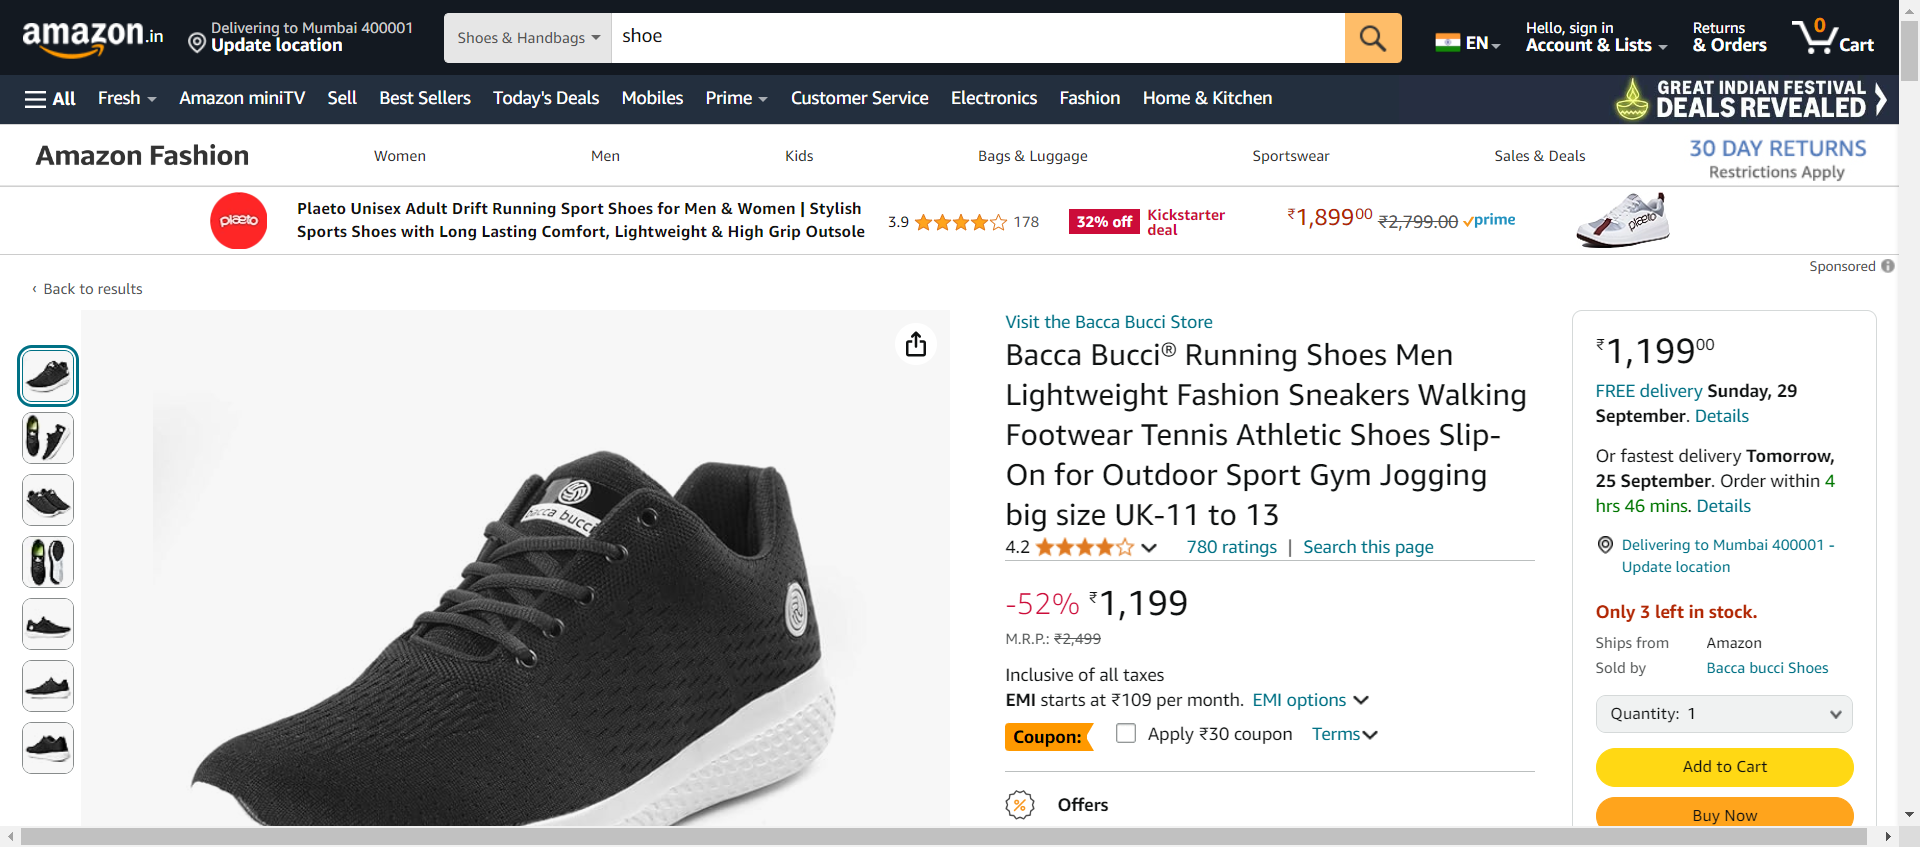 amazon.in
Delivering to Mumbai 400001
Update location
Shoes & Handbags
shoe
EN
Hello, sign in
Account & Lists
Returns
& Orders
0
Cart
All
Fresh
Amazon miniTV
Sell
Best Sellers
Today's Deals
Mobiles
Prime
Customer Service
Electronics
Fashion
Home & Kitchen
GREAT INDIAN FESTIVAL
DEALS REVEALED
Amazon Fashion
Women
Men
Kids
Bags & Luggage
Sportswear
Sales & Deals
30 DAY RETURNS
Restrictions Apply
plaeto
Plaeto Unisex Adult Drift Running Sport Shoes for Men & Women | Stylish
Sports Shoes with Long Lasting Comfort, Lightweight & High Grip Outsole
3.9
178
32% off
Kickstarter
deal
₹1,89900 ₹2,799.00 prime
plaeto
Sponsored
‹ Back to results
bacca bucci
Visit the Bacca Bucci Store
Bacca Bucci® Running Shoes Men
Lightweight Fashion Sneakers Walking
Footwear Tennis Athletic Shoes Slip-
On for Outdoor Sport Gym Jogging
big size UK-11 to 13
4.2
780 ratings | Search this page
-52% ₹1,199
M.R.P.: ₹2,499
Inclusive of all taxes
EMI starts at ₹109 per month. EMI options
Coupon: Apply ₹30 coupon Terms
Offers
₹1,19900
FREE delivery Sunday, 29
September. Details
Or fastest delivery Tomorrow,
25 September. Order within 4
hrs 46 mins. Details
Delivering to Mumbai 400001 -
Update location
Only 3 left in stock.
Ships from Amazon
Sold by Bacca bucci Shoes
Quantity: 1
Add to Cart
Buy Now